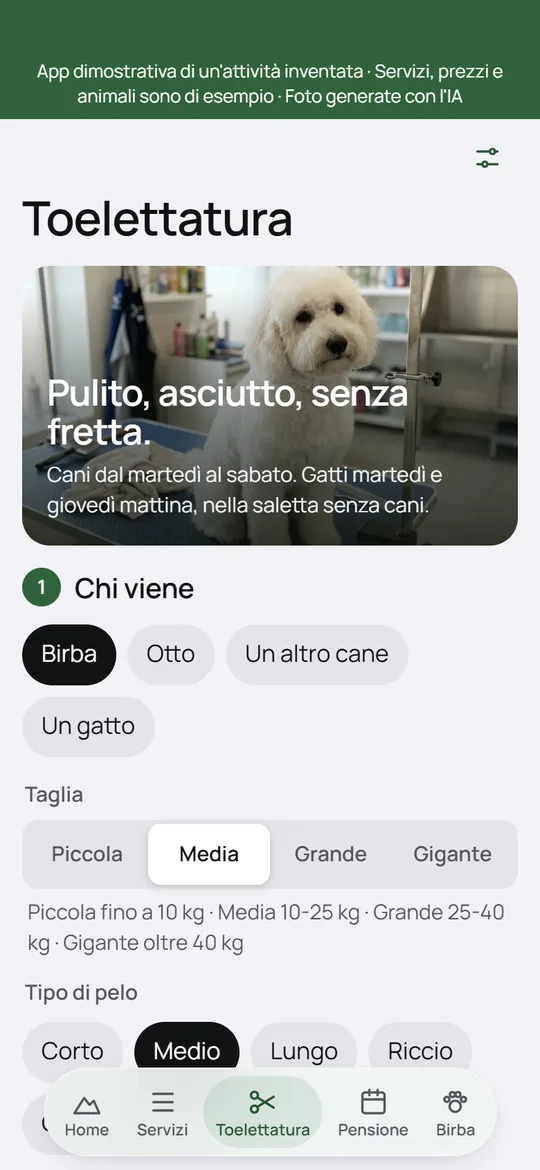 App dimostrativa di un'attività inventata · Servizi, prezzi e
animali sono di esempio · Foto generate con l'IA
Toelettatura
Pulito, asciutto, senza
fretta.
Cani dal martedì al sabato. Gatti martedì e
giovedì mattina, nella saletta senza cani.
1 Chi viene
Birba Otto Un altro cane
Un gatto
Taglia
Piccola Media Grande Gigante
Piccola fino a 10 kg · Media 10-25 kg · Grande 25-40
kg · Gigante oltre 40 kg
Tipo di pelo
Corto Medio Lungo Riccio
Home Servizi Toelettatura Pensione Birba